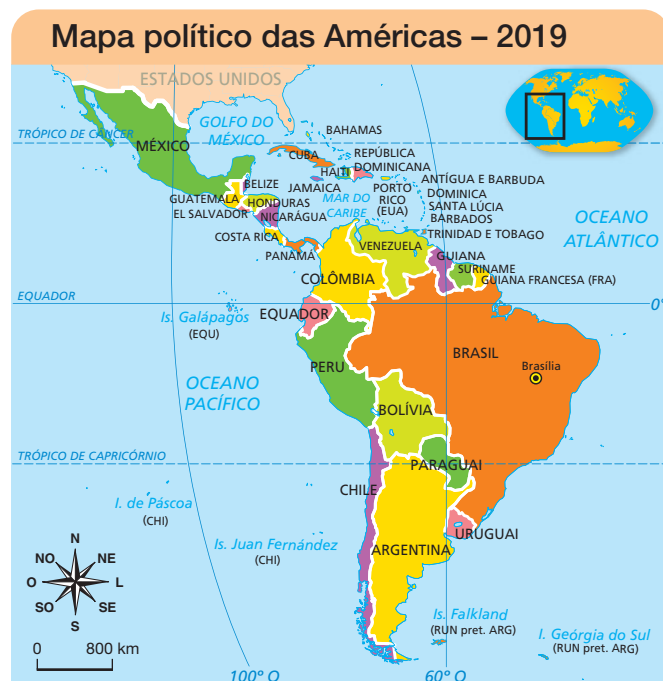 Mapa político das Américas – 2019
ESTADOS UNIDOS
GOLFO DO
MÉXICO
TRÓPICO DE CÂNCER
MÉXICO
BAHAMAS
CUBA
REPÚBLICA
DOMINICANA
HAITI
JAMAICA
BELIZE
GUATEMALA
HONDURAS
EL SALVADOR
NICARÁGUA
MAR DO
CARIBE
PORTO
RICO
(EUA)
ANTÍGUA E BARBUDA
DOMINICA
SANTA LÚCIA
BARBADOS
TRINIDAD E TOBAGO
COSTA RICA
PANAMÁ
VENEZUELA
GUIANA
SURINAME
GUIANA FRANCESA (FRA)
OCEANO
ATLÂNTICO
COLÔMBIA
EQUADOR
0°
Is. Galápagos
(EQU)
EQUADOR
PERU
BRASIL
Brasília
OCEANO
PACÍFICO
BOLÍVIA
TRÓPICO DE CAPRICÓRNIO
PARAGUAI
CHILE
I. de Páscoa
(CHI)
Is. Juan Fernández
(CHI)
ARGENTINA
URUGUAI
N
NO
NE
O
L
SO
SE
S
Is. Falkland
(RUN pret. ARG)
I. Geórgia do Sul
(RUN pret. ARG)
0
800 km
100° O
60° O